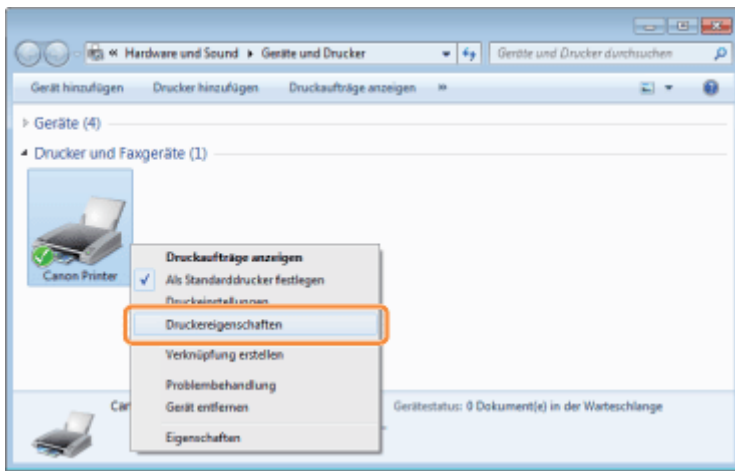 « Hardware und Sound ▸ Geräte und Drucker
Geräte und Drucker durchsuchen
Gerät hinzufügen Drucker hinzufügen Druckaufträge anzeigen »
Geräte (4)
Drucker und Faxgeräte (1)
Canon Printer
Druckaufträge anzeigen
Als Standarddrucker festlegen
Druckeinstellungen
Druckereigenschaften
Verknüpfung erstellen
Problembehandlung
Gerät entfernen
Eigenschaften
Car
Gerätestatus: 0 Dokument(e) in der Warteschlange